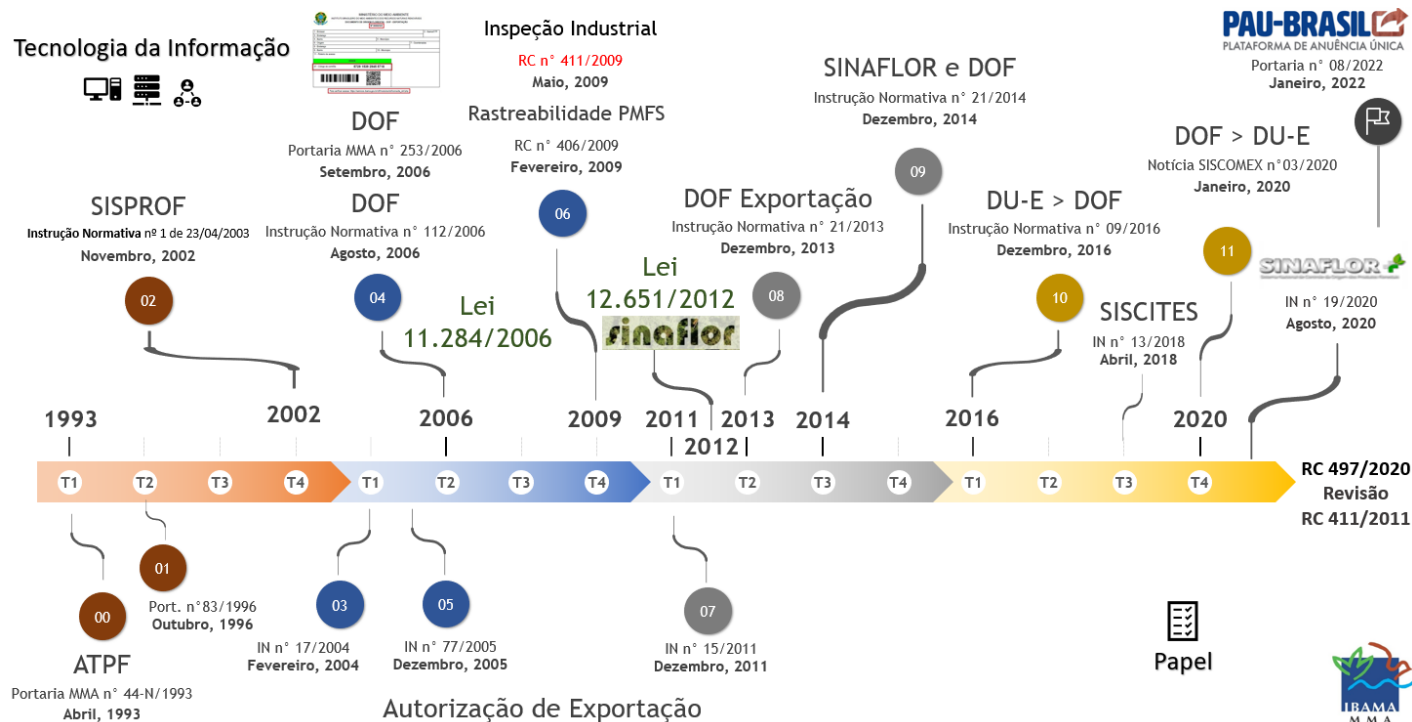 Tecnologia da Informação
MINISTÉRIO DO MEIO AMBIENTE
Inspeção Industrial
RC n° 411/2009
Maio, 2009
Rastreabilidade PMFS
RC n° 406/2009
Fevereiro, 2009
06
DOF
Portaria MMA n° 253/2006
Setembro, 2006
DOF
Instrução Normativa n° 112/2006
Agosto, 2006
04
SISPROF
Instrução Normativa nº 1 de 23/04/2003
Novembro, 2002
02
Lei
11.284/2006
Lei
12.651/2012
sinaflor
DOF Exportação
Instrução Normativa n° 21/2013
Dezembro, 2013
08
SINAFLOR e DOF
Instrução Normativa n° 21/2014
Dezembro, 2014
09
DU-E > DOF
Instrução Normativa n° 09/2016
Dezembro, 2016
10
SISCITES
IN n° 13/2018
Abril, 2018
DOF > DU-E
Notícia SISCOMEX n°03/2020
Janeiro, 2020
11
PAU-BRASIL
PLATAFORMA DE ANUÊNCIA ÚNICA
Portaria n° 08/2022
Janeiro, 2022
SINAFLOR
IN n° 19/2020
Agosto, 2020
1993 2002 2006 2009 2011 2012 2013 2014 2016 2020
T1 T2 T3 T4 T1 T2 T3 T4 T1 T2 T3 T4 T1 T2 T3 T4
RC 497/2020
Revisão
RC 411/2011
00
ATPF
Portaria MMA n° 44-N/1993
Abril, 1993
01
Port. n°83/1996
Outubro, 1996
03
IN n° 17/2004
Fevereiro, 2004
05
IN n° 77/2005
Dezembro, 2005
07
IN n° 15/2011
Dezembro, 2011
Autorização de Exportação
Papel
IBAMA
M M A